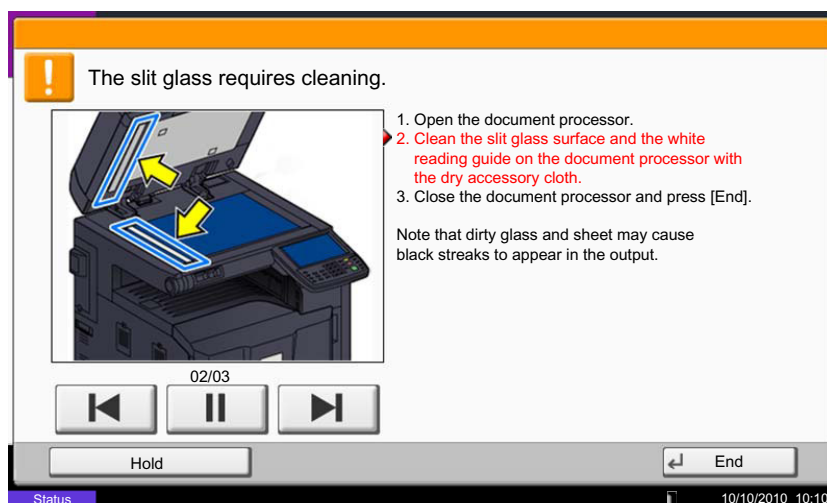 The slit glass requires cleaning.
1. Open the document processor.
2. Clean the slit glass surface and the white
reading guide on the document processor with
the dry accessory cloth.
3. Close the document processor and press [End].
Note that dirty glass and sheet may cause
black streaks to appear in the output.
02/03
Hold
End
Status
10/10/2010 10:10